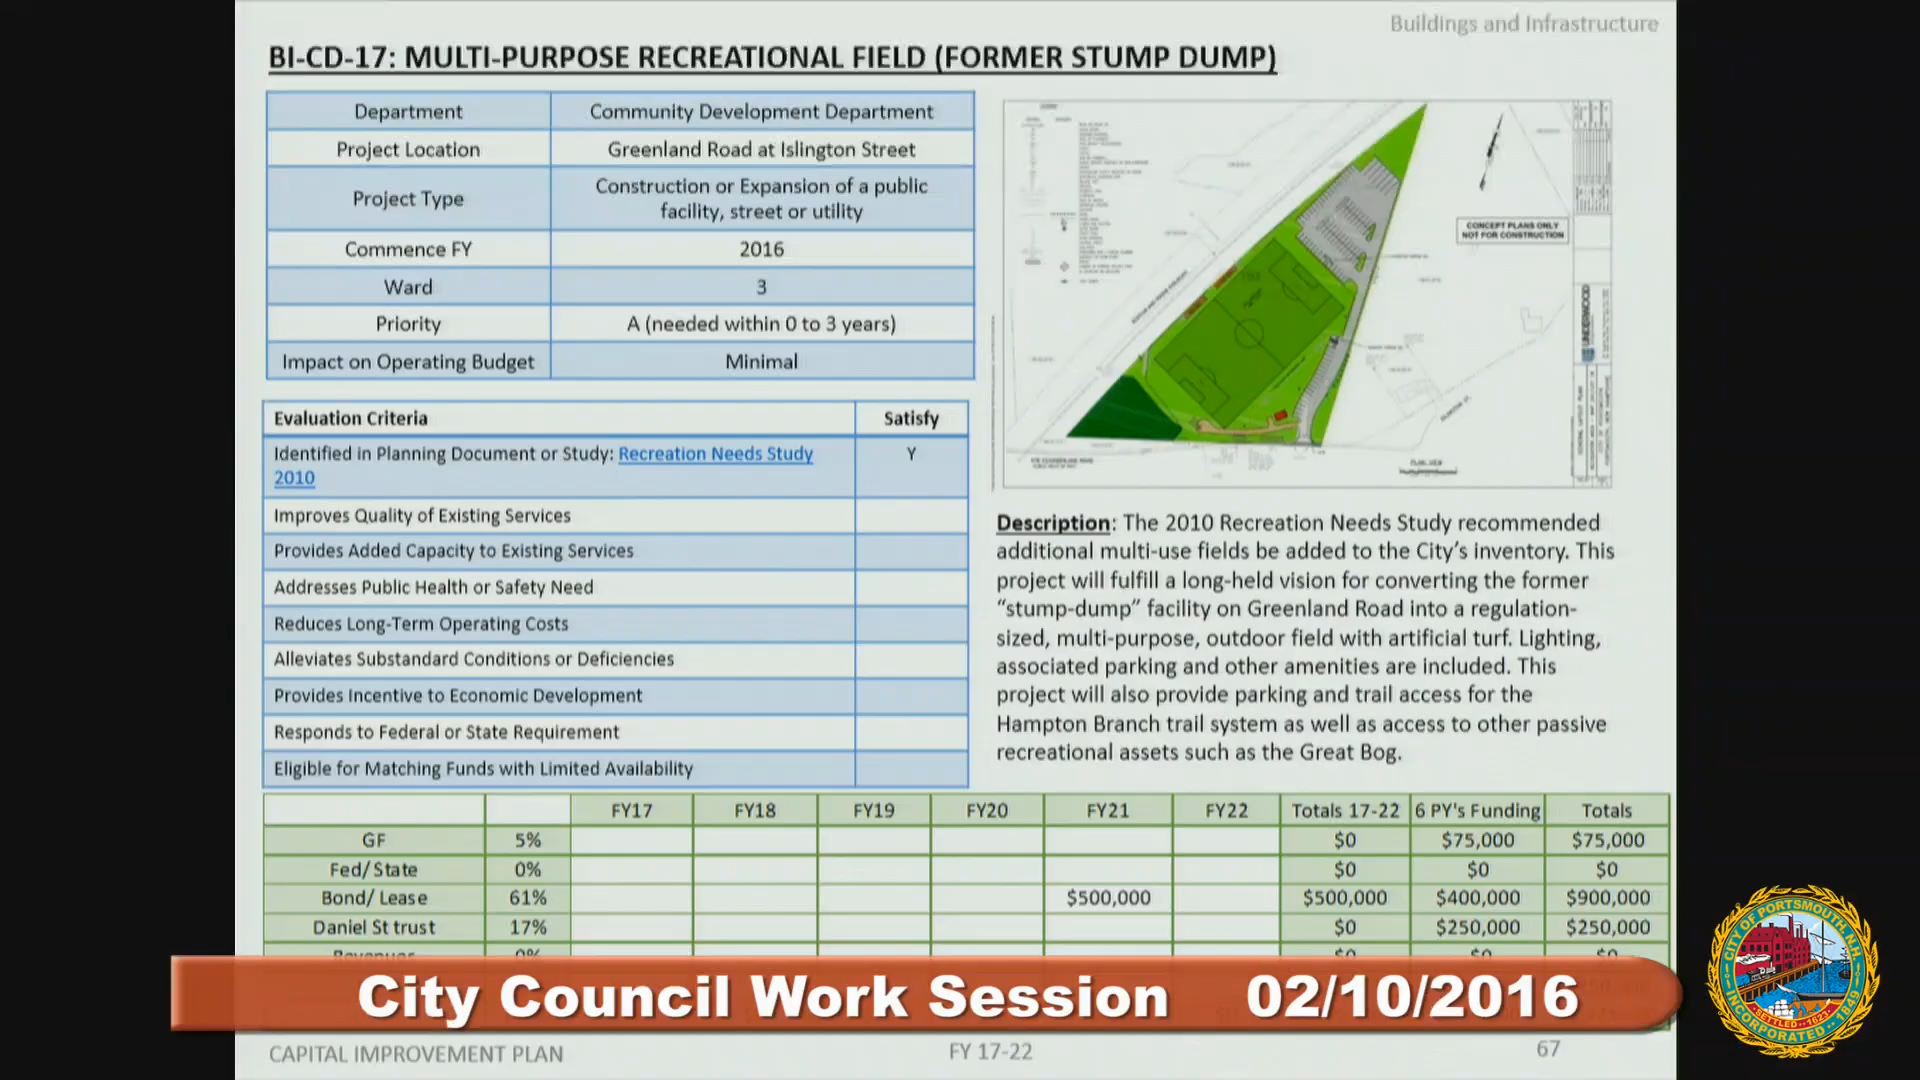 Buildings and Infrastructure
BI-CD-17: MULTI-PURPOSE RECREATIONAL FIELD (FORMER STUMP DUMP)
Department Community Development Department
Project Location Greenland Road at Islington Street
Project Type Construction or Expansion of a public
facility, street or utility
Commence FY 2016
Ward 3
Priority A (needed within 0 to 3 years)
Impact on Operating Budget Minimal
Evaluation Criteria Satisfy
Identified in Planning Document or Study: Recreation Needs Study Y
2010
Improves Quality of Existing Services
Provides Added Capacity to Existing Services
Addresses Public Health or Safety Need
Reduces Long-Term Operating Costs
Alleviates Substandard Conditions or Deficiencies
Provides Incentive to Economic Development
Responds to Federal or State Requirement
Eligible for Matching Funds with Limited Availability
CONCEPT PLANS ONLY
NOT FOR CONSTRUCTION
UNDERWOOD
Description: The 2010 Recreation Needs Study recommended
additional multi-use fields be added to the City's inventory. This
project will fulfill a long-held vision for converting the former
"stump-dump" facility on Greenland Road into a regulation-
sized, multi-purpose, outdoor field with artificial turf. Lighting,
associated parking and other amenities are included. This
project will also provide parking and trail access for the
Hampton Branch trail system as well as access to other passive
recreational assets such as the Great Bog.
FY17 FY18 FY19 FY20 FY21 FY22 Totals 17-22 6 PY's Funding Totals
GF 5% $0 $75,000 $75,000
Fed/ State 0% $0 $0 $0
Bond/ Lease 61% $500,000 $500,000 $400,000 $900,000
Daniel St trust 17% $0 $250,000 $250,000
City Council Work Session 02/10/2016
CAPITAL IMPROVEMENT PLAN FY 17-22 67
CITY OF PORTSMOUTH, N.H.
SETTLED 1623
INCORPORATED 1849